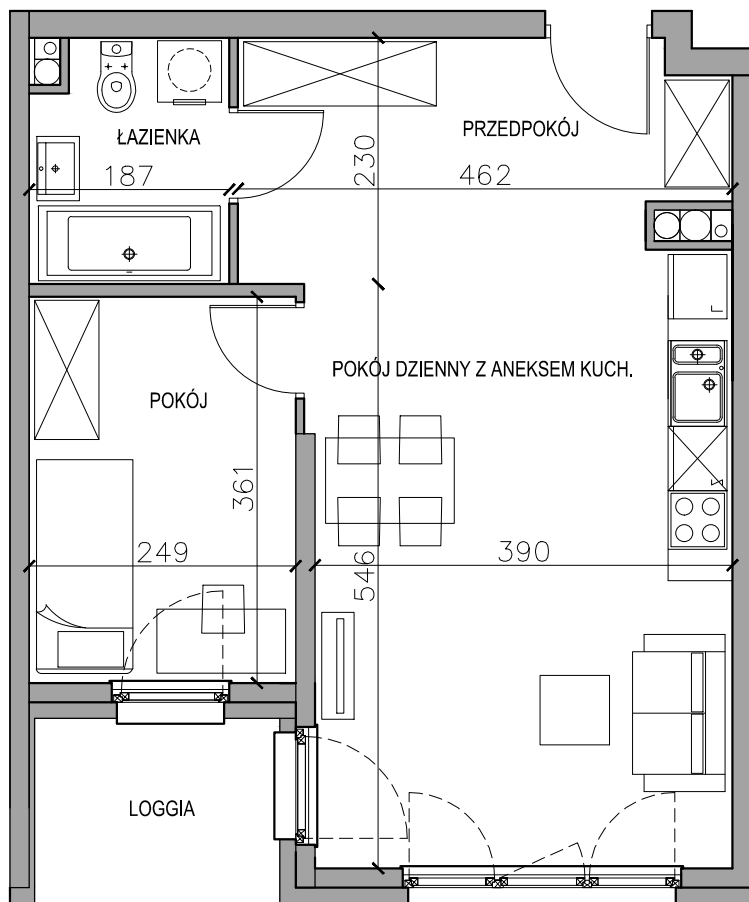 ŁAZIENKA
PRZEDPOKÓJ
187
230
462
POKÓJ DZIENNY Z ANEKSEM KUCH.
POKÓJ
361
249
546
390
LOGGIA